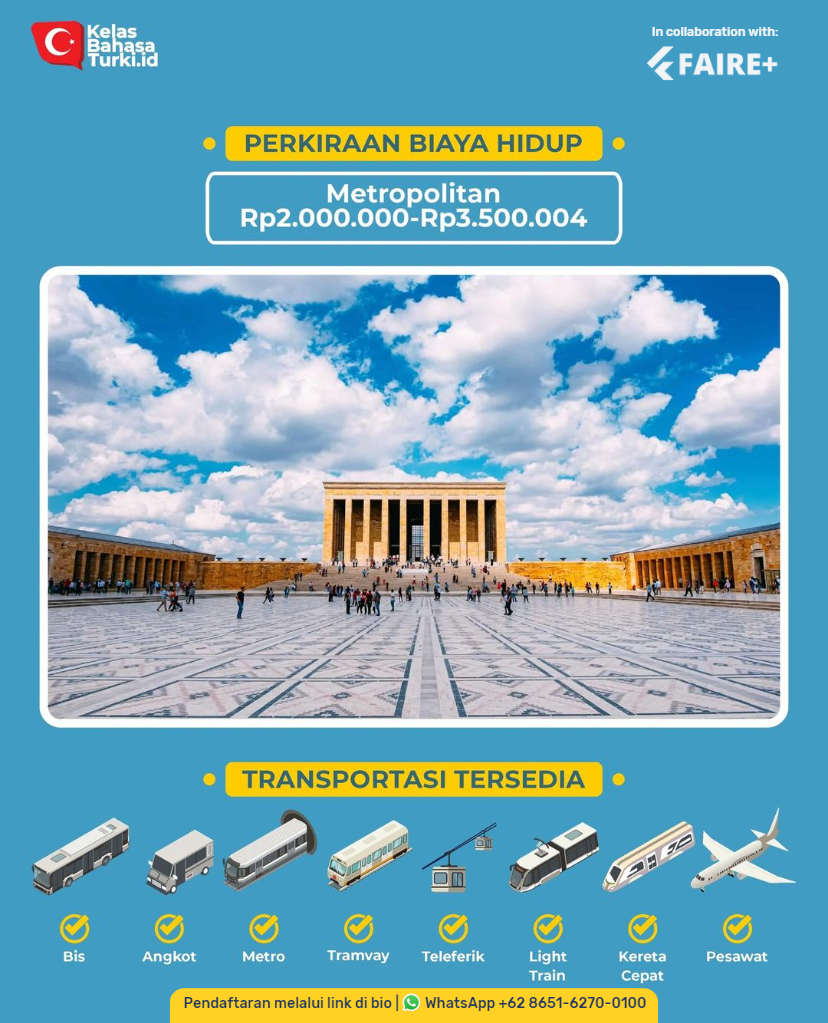 Kelas
Bahasa
Turki.id
In collaboration with:
FAIRE+
PERKIRAAN BIAYA HIDUP
Metropolitan
Rp2.000.000-Rp3.500.004
TRANSPORTASI TERSEDIA
Bis
Angkot
Metro
Tramvay
Teleferik
Light
Train
Kereta
Cepat
Pesawat
Pendaftaran melalui link di bio | WhatsApp +62 8651-6270-0100